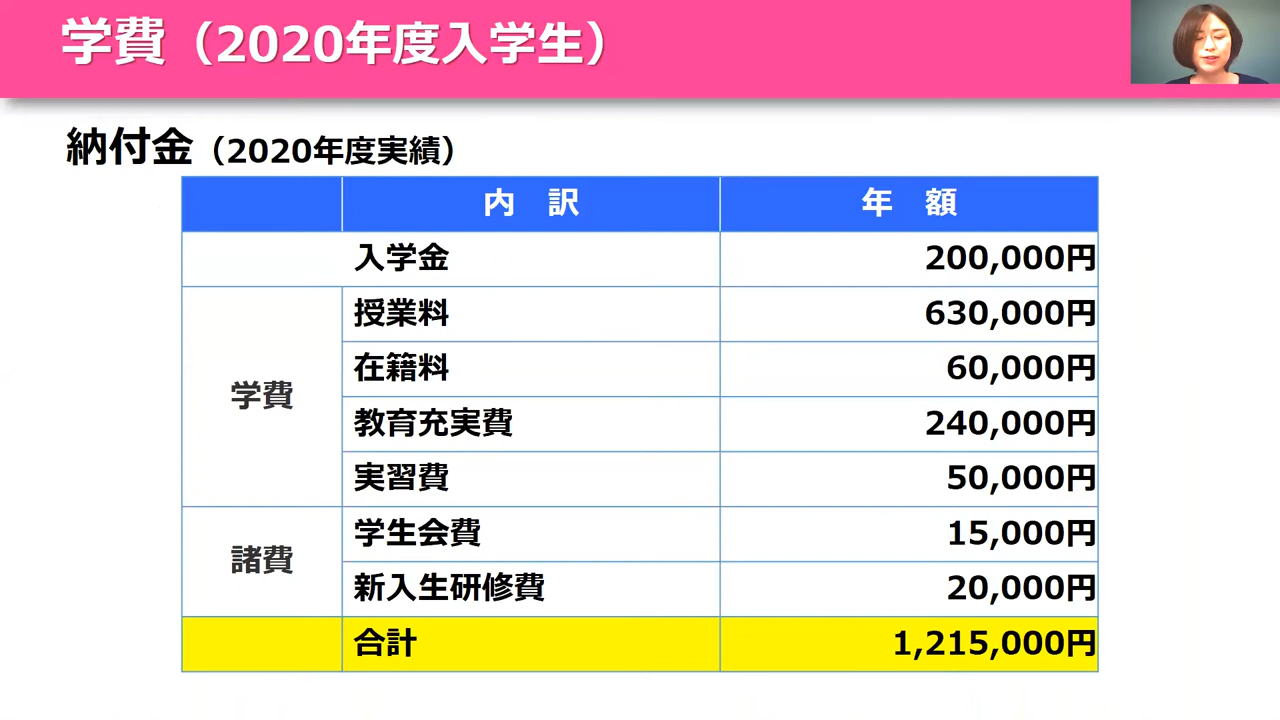 学費（2020年度入学生）
納付金（2020年度実績）
内　訳　年　額
入学金　200,000円
授業料　630,000円
在籍料　60,000円
学費
教育充実費　240,000円
実習費　50,000円
学生会費　15,000円
諸費
新入生研修費　20,000円
合計　1,215,000円